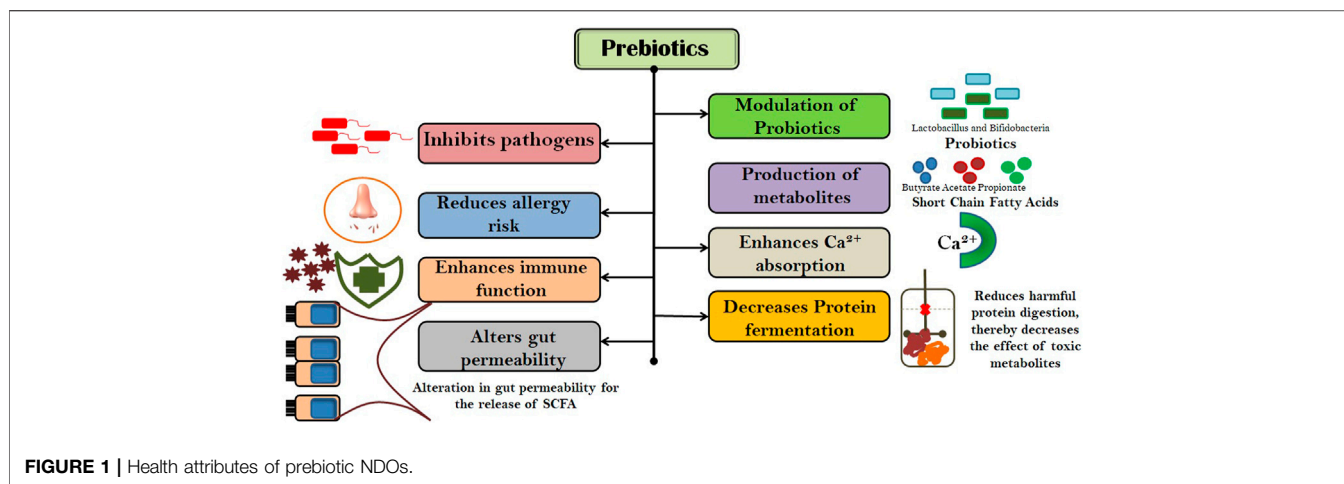 Prebiotics
Inhibits pathogens
Reduces allergy
risk
Enhances immune
function
Alters gut
permeability
Alteration in gut permeability for
the release of SCFA
Modulation of
Probiotics
Lactobacillus and Bifidobacteria
Probiotics
Production of
metabolites
Butyrate Acetate Propionate
Short Chain Fatty Acids
Enhances Ca²⁺
absorption
Ca²⁺
Decreases Protein
fermentation
Reduces harmful
protein digestion,
thereby decreases
the effect of toxic
metabolites
FIGURE 1 | Health attributes of prebiotic NDOs.